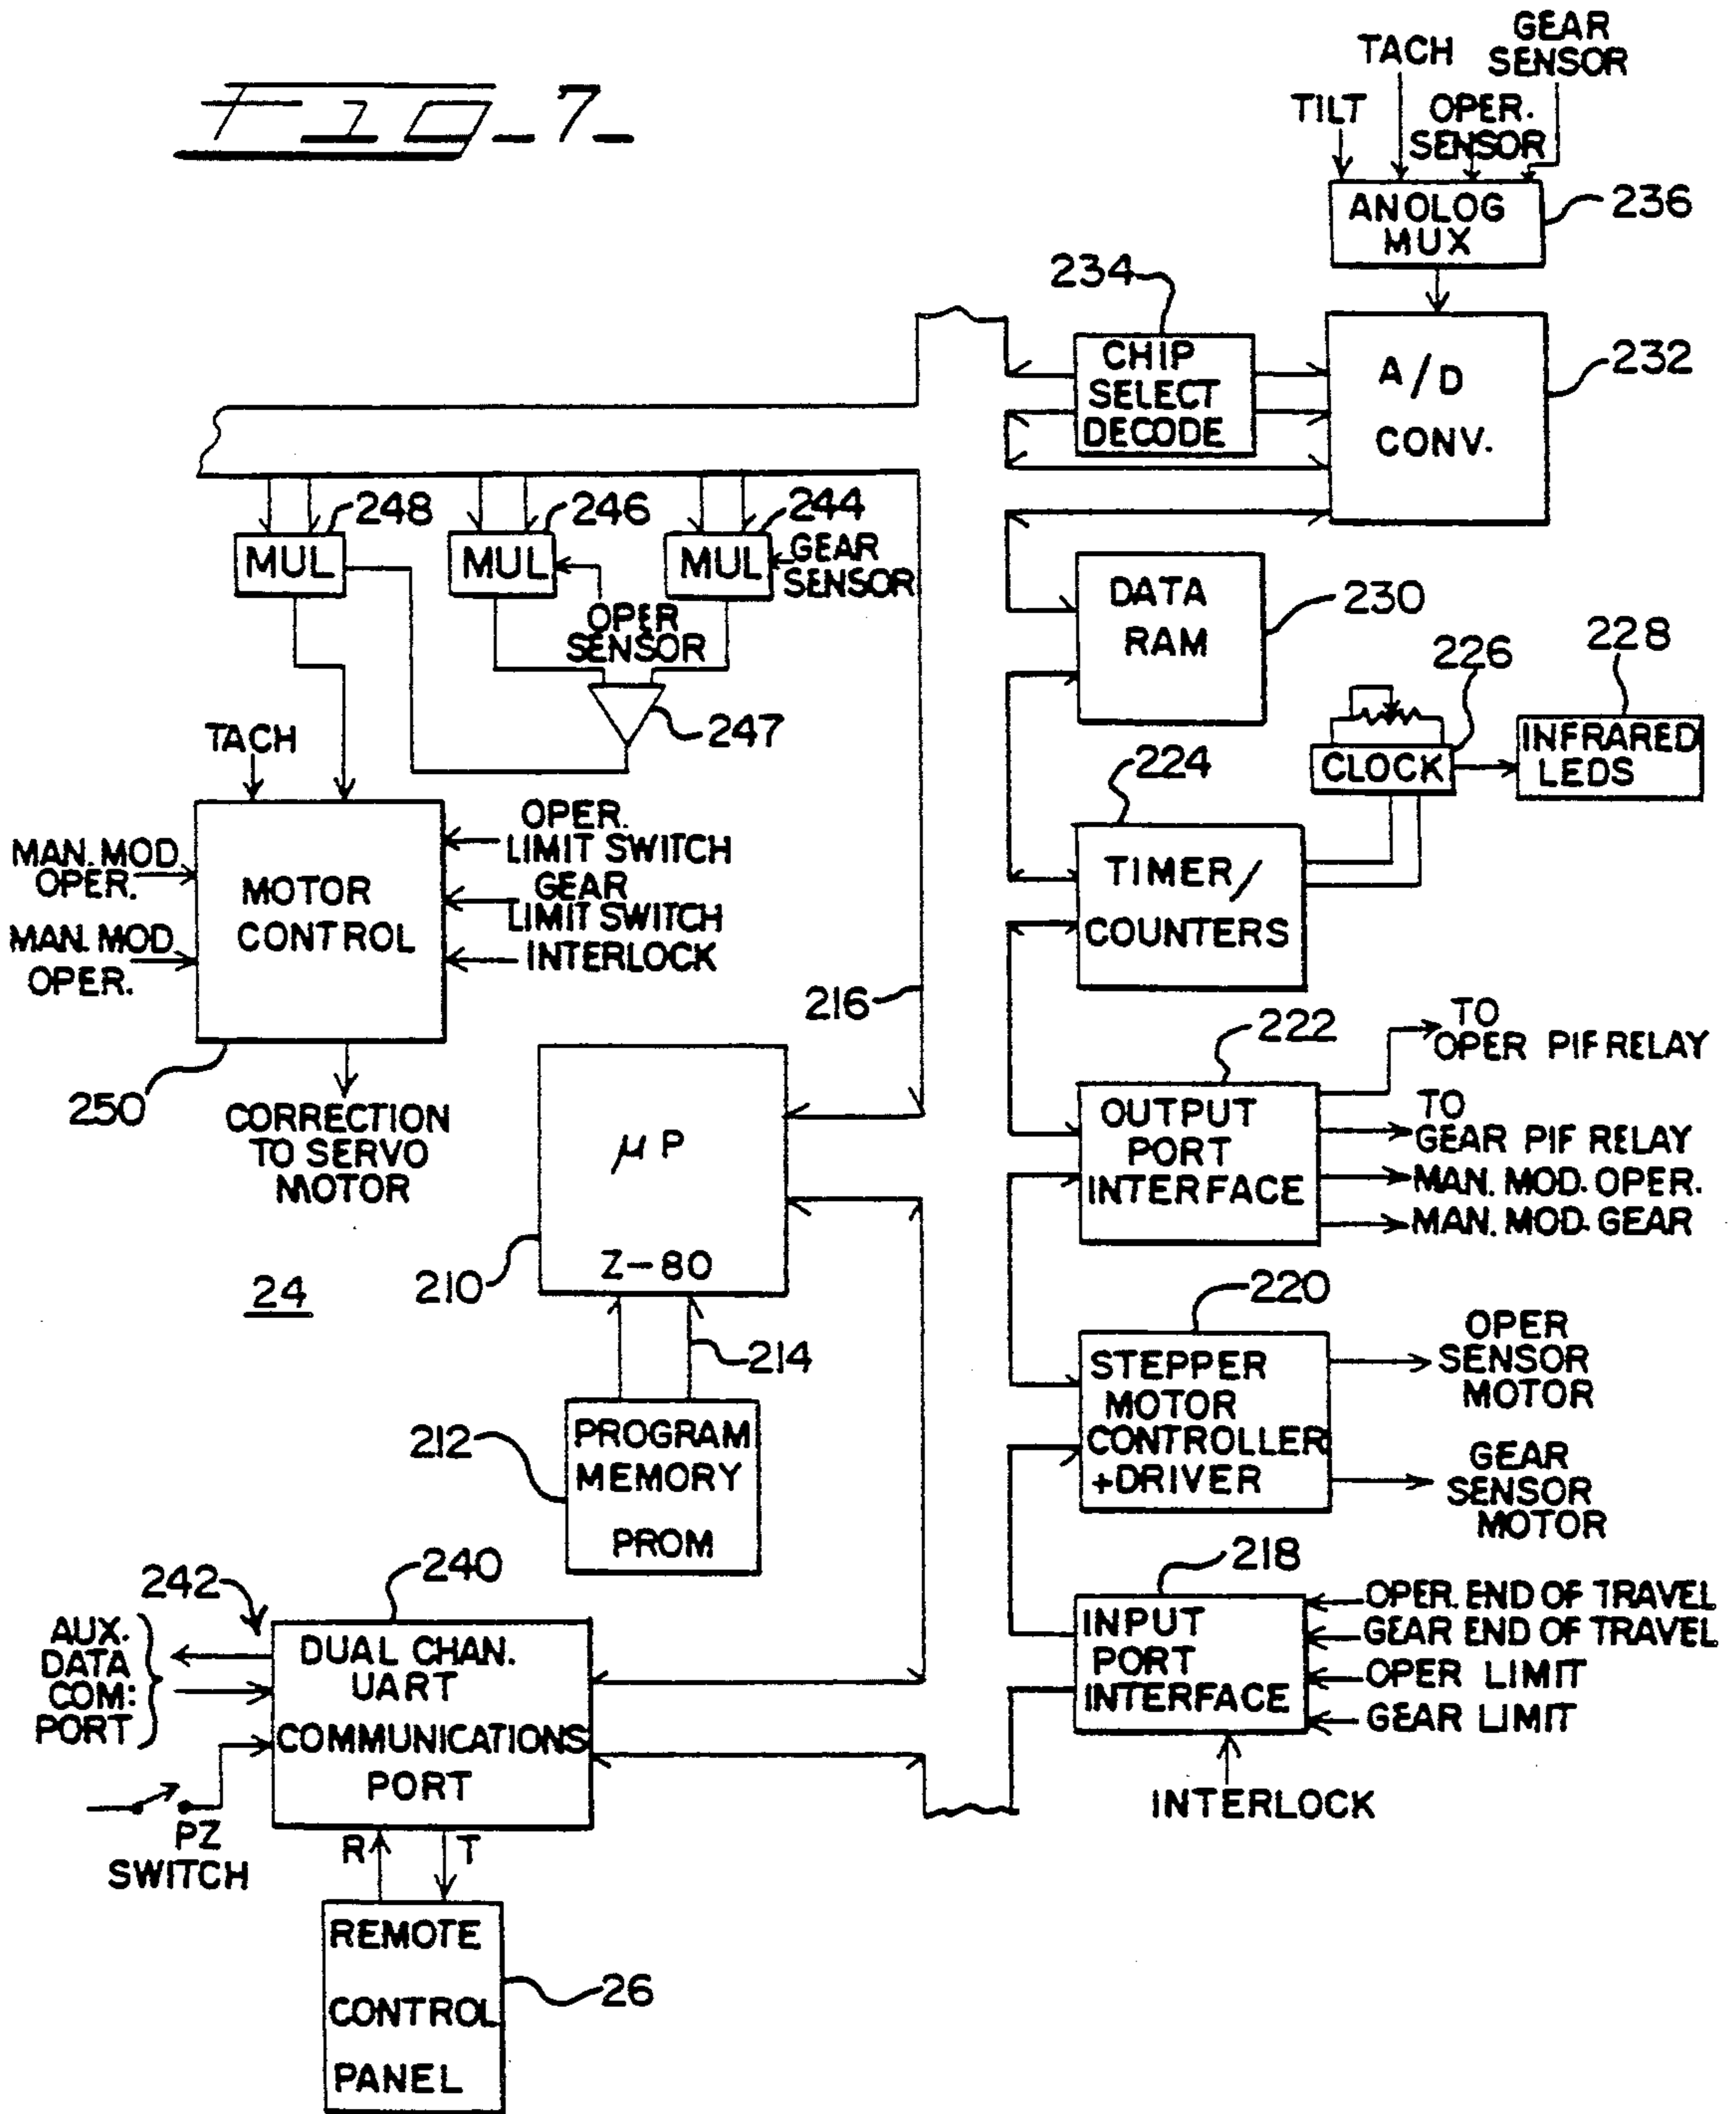 FIG_7_
TILT
TACH
OPER.
SENSOR
GEAR
SENSOR
ANOLOG
MUX
236
234
CHIP
SELECT
DECODE
A/D
CONV.
232
248
246
244
MUL
MUL
MUL
GEAR
SENSOR
OPER
SENSOR
247
DATA
RAM
230
226
228
CLOCK
INFRARED
LEDS
224
TIMER/
COUNTERS
TACH
MAN. MOD
OPER.
MAN. MOD
OPER.
MOTOR
CONTROL
OPER.
LIMIT SWITCH
GEAR
LIMIT SWITCH
INTERLOCK
250
CORRECTION
TO SERVO
MOTOR
216
222
OUTPUT
PORT
INTERFACE
TO
OPER PIF RELAY
TO
GEAR PIF RELAY
MAN. MOD. OPER.
MAN. MOD. GEAR
μP
Z-80
210
24
214
212
PROGRAM
MEMORY
PROM
220
STEPPER
MOTOR
CONTROLLER
+DRIVER
OPER
SENSOR
MOTOR
GEAR
SENSOR
MOTOR
218
INPUT
PORT
INTERFACE
OPER. END OF TRAVEL
GEAR END OF TRAVEL
OPER LIMIT
GEAR LIMIT
INTERLOCK
242
240
AUX.
DATA
COM:
PORT
DUAL CHAN.
UART
COMMUNICATIONS
PORT
PZ
SWITCH
R
T
REMOTE
CONTROL
PANEL
26